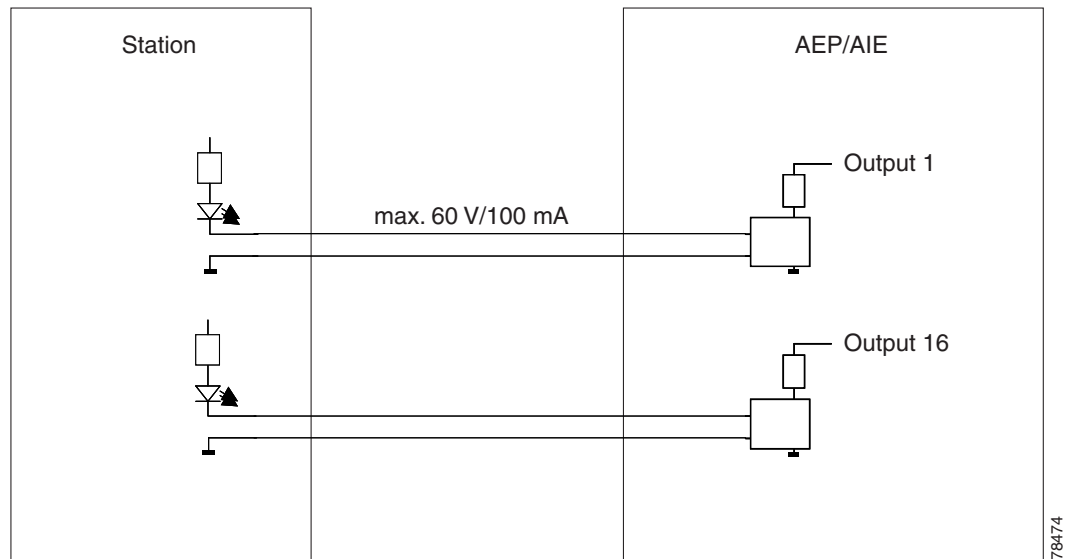 Station
AEP/AIE
Output 1
max. 60 V/100 mA
Output 16
78474